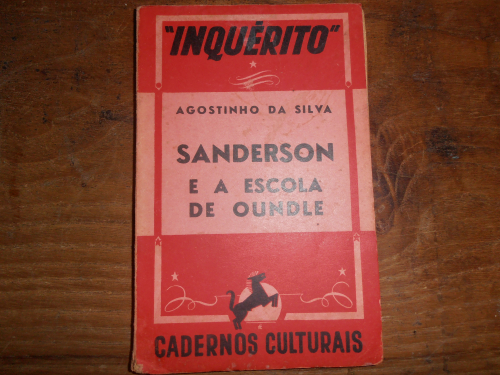 "INQUÉRITO"
AGOSTINHO DA SILVA
SANDERSON
E A ESCOLA
DE OUNDLE
CADERNOS CULTURAIS